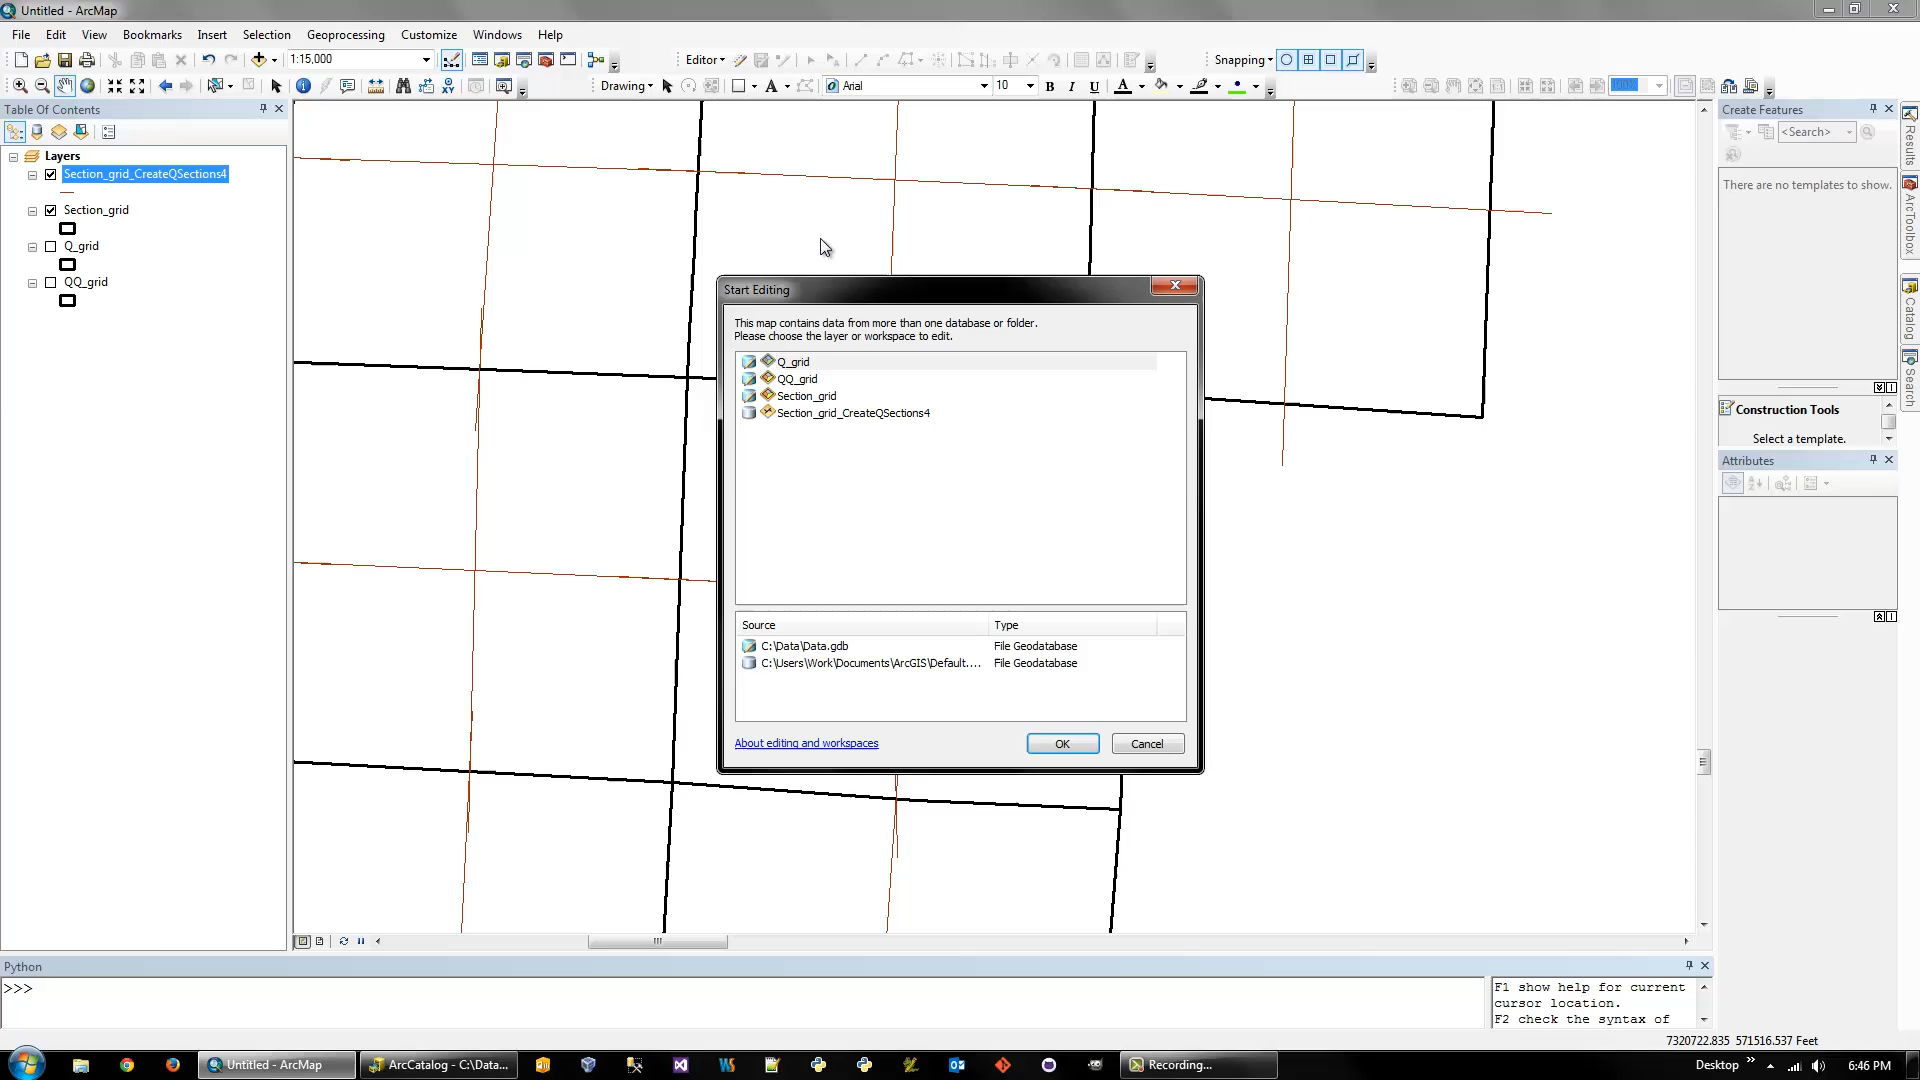 Untitled - ArcMap
File Edit View Bookmarks Insert Selection Geoprocessing Customize Windows Help
1:15,000 Editor Snapping
Drawing Arial 10 B I U A 100%
Table Of Contents
Layers
Section_grid_CreateQSections4
Section_grid
Q_grid
QQ_grid
Start Editing
This map contains data from more than one database or folder.
Please choose the layer or workspace to edit.
Q_grid
QQ_grid
Section_grid
Section_grid_CreateQSections4
Source Type
C:\Data\Data.gdb File Geodatabase
C:\Users\Work\Documents\ArcGIS\Default.... File Geodatabase
About editing and workspaces OK Cancel
Create Features
<Search>
There are no templates to show.
Construction Tools
Select a template.
Attributes
Results
ArcToolbox
Catalog
Search
Python
>>>
F1 show help for current
cursor location.
F2 check the syntax of
7320722.835 571516.537 Feet
Untitled - ArcMap ArcCatalog - C:\Data... Recording... Desktop 6:46 PM